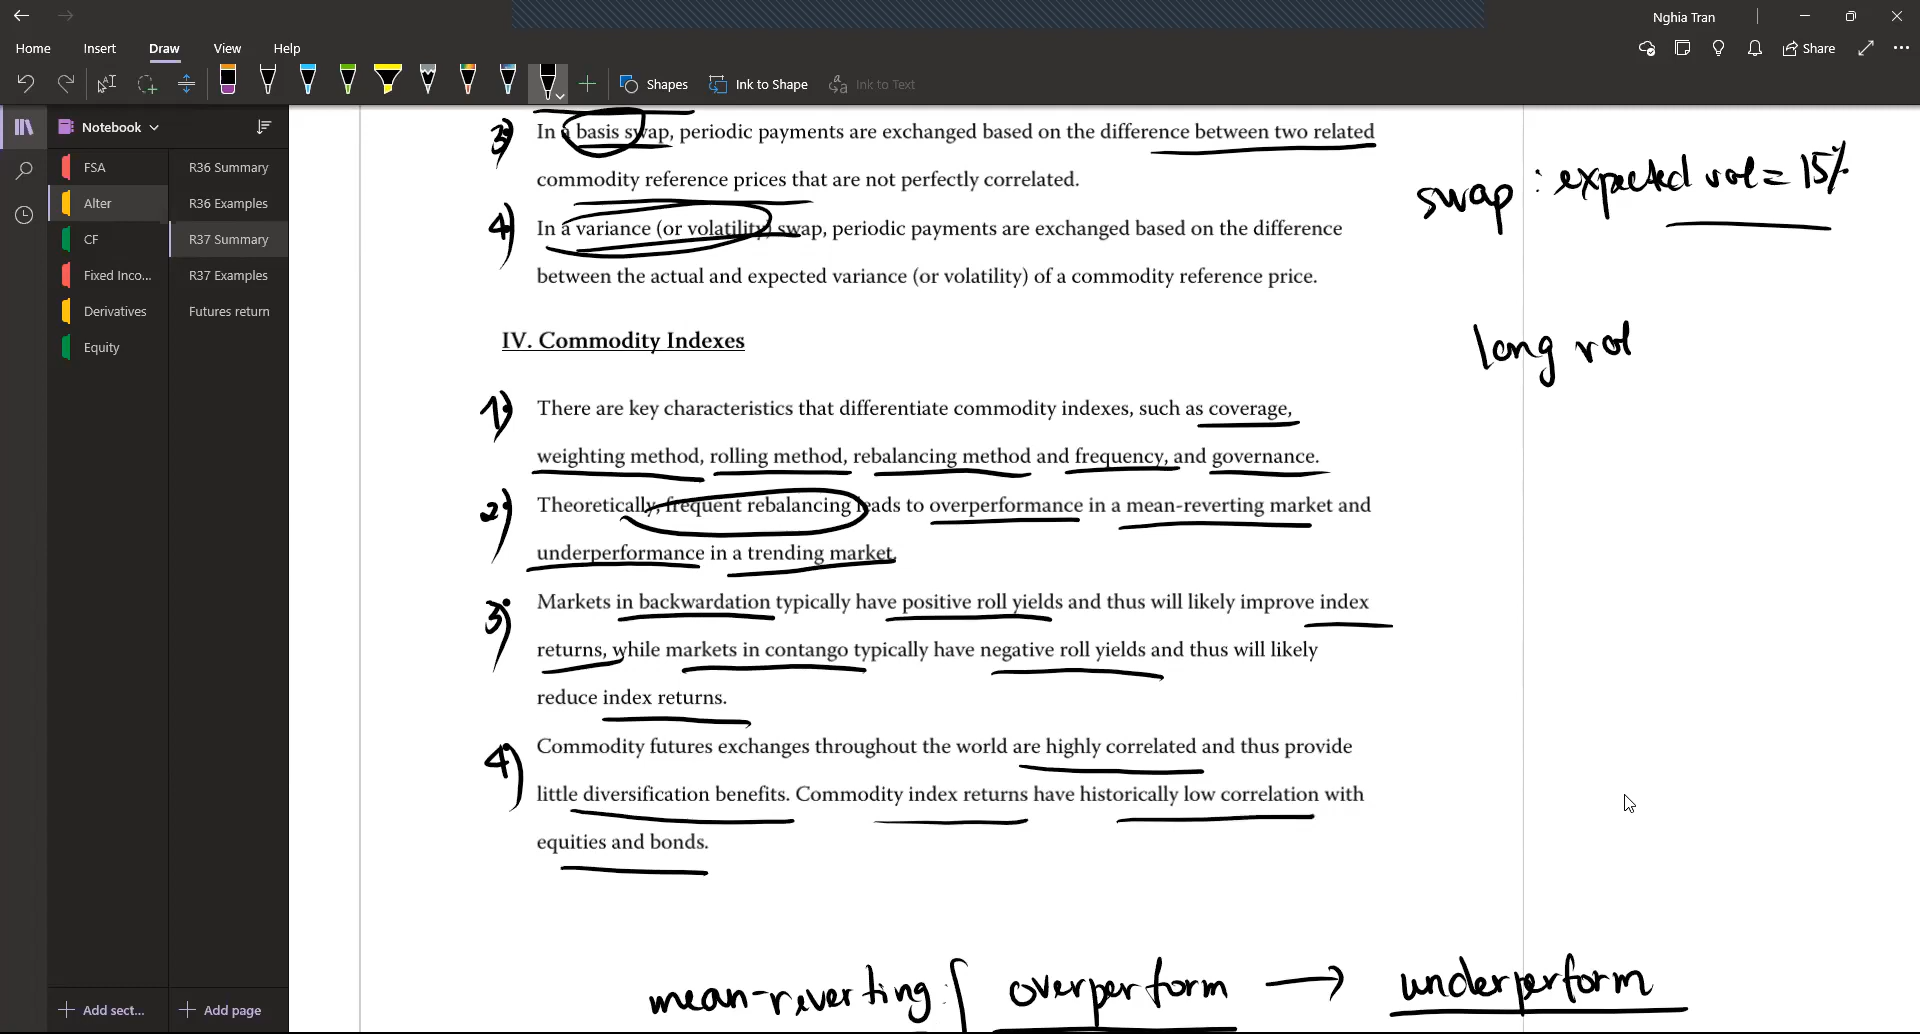 Nghia Tran
Home Insert Draw View Help
Share
Shapes Ink to Shape Ink to Text
Notebook
FSA
Alter
CF
Fixed Inco...
Derivatives
Equity
Add sect...
R36 Summary
R36 Examples
R37 Summary
R37 Examples
Futures return
Add page
3) In a basis swap, periodic payments are exchanged based on the difference between two related
commodity reference prices that are not perfectly correlated.
4) In a variance (or volatility) swap, periodic payments are exchanged based on the difference
between the actual and expected variance (or volatility) of a commodity reference price.
swap : expected vol = 15%
long vol
IV. Commodity Indexes
1) There are key characteristics that differentiate commodity indexes, such as coverage,
weighting method, rolling method, rebalancing method and frequency, and governance.
2) Theoretically, frequent rebalancing leads to overperformance in a mean-reverting market and
underperformance in a trending market.
3) Markets in backwardation typically have positive roll yields and thus will likely improve index
returns, while markets in contango typically have negative roll yields and thus will likely
reduce index returns.
4) Commodity futures exchanges throughout the world are highly correlated and thus provide
little diversification benefits. Commodity index returns have historically low correlation with
equities and bonds.
mean-reverting : overperform → underperform